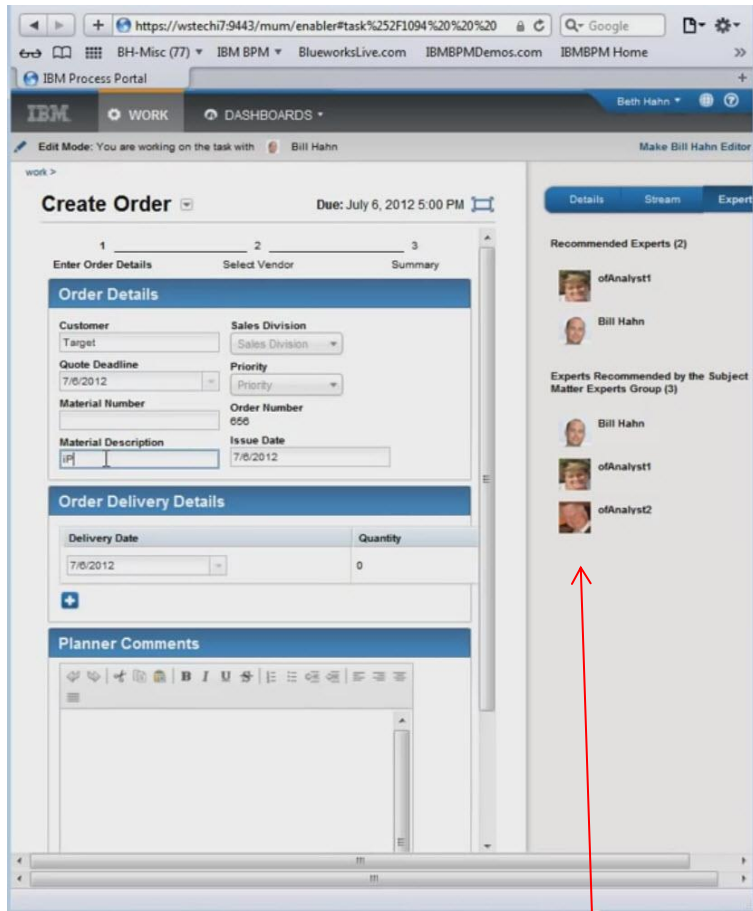 https://wstechi7:9443/mum/enabler#task%252F1094%20%20%20
Google
BH-Misc (77) ▾ IBM BPM ▾ BlueworksLive.com IBMBPMDemos.com IBMBPM Home »
IBM Process Portal
IBM WORK DASHBOARDS
Beth Hahn
Edit Mode: You are working on the task with Bill Hahn
Make Bill Hahn Editor
work >
Create Order
Due: July 6, 2012 5:00 PM
Details Stream Expert
1 2 3
Enter Order Details Select Vendor Summary
Order Details
Customer Sales Division
Target Sales Division
Quote Deadline Priority
7/6/2012 Priority
Material Number Order Number
656
Material Description Issue Date
iP 7/6/2012
Order Delivery Details
Delivery Date Quantity
7/6/2012 0
Planner Comments
B I U S
Recommended Experts (2)
ofAnalyst1
Bill Hahn
Experts Recommended by the Subject
Matter Experts Group (3)
Bill Hahn
ofAnalyst1
ofAnalyst2